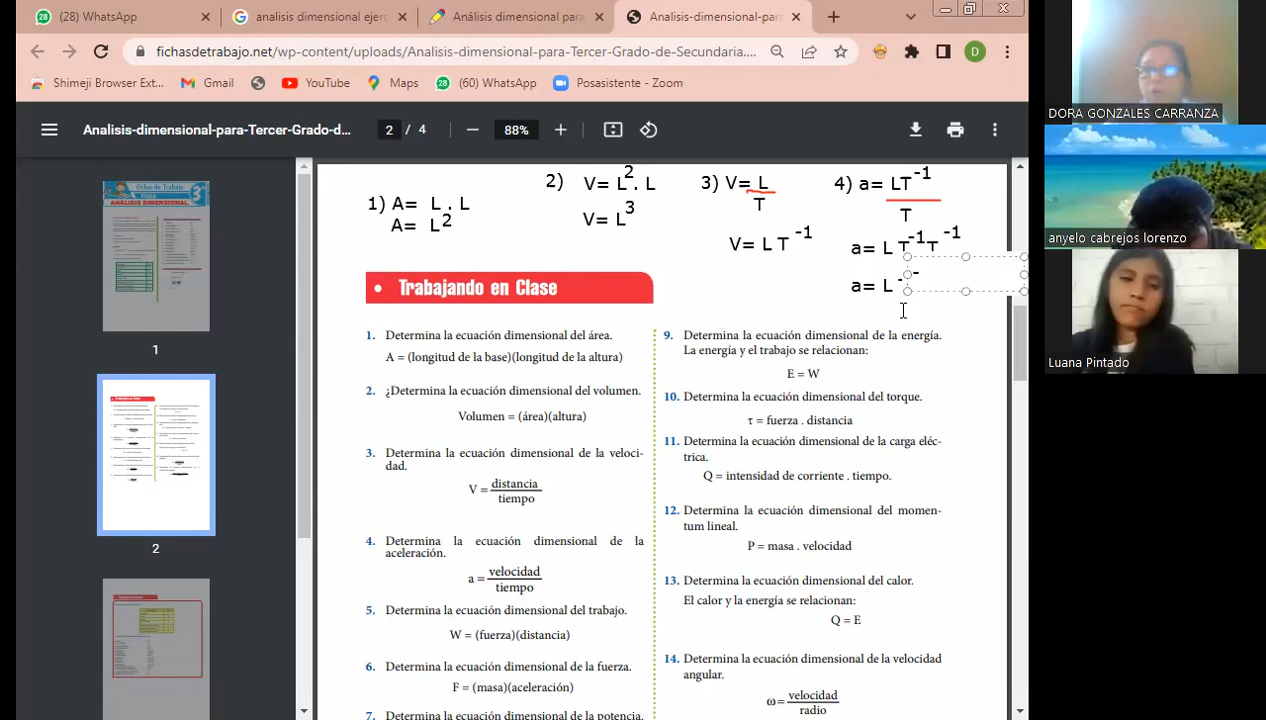 (28) WhatsApp
analisis dimensional ejer
Análisis dimensional para
Analisis-dimensional-par
fichasdetrabajo.net/wp-content/uploads/Analisis-dimensional-para-Tercer-Grado-de-Secundaria....
D
Shimeji Browser Ext...
Gmail
YouTube
Maps
(60) WhatsApp
Posasistente - Zoom
Analisis-dimensional-para-Tercer-Grado-d...
2 / 4
88%
1
2
1) A= L . L
A= L²
2) V= L². L
V= L³
3) V= L
T
V= L T⁻¹
4) a= LT⁻¹
T
a= L T⁻¹T⁻¹
a= L
• Trabajando en Clase
1. Determina la ecuación dimensional del área.
A = (longitud de la base)(longitud de la altura)
2. ¿Determina la ecuación dimensional del volumen.
Volumen = (área)(altura)
3. Determina la ecuación dimensional de la veloci-
dad.
V = distancia
tiempo
4. Determina la ecuación dimensional de la
aceleración.
a = velocidad
tiempo
5. Determina la ecuación dimensional del trabajo.
W = (fuerza)(distancia)
6. Determina la ecuación dimensional de la fuerza.
F = (masa)(aceleración)
7. Determina la ecuación dimensional de la potencia.
9. Determina la ecuación dimensional de la energía.
La energía y el trabajo se relacionan:
E = W
10. Determina la ecuación dimensional del torque.
τ = fuerza . distancia
11. Determina la ecuación dimensional de la carga eléc-
trica.
Q = intensidad de corriente . tiempo.
12. Determina la ecuación dimensional del momen-
tum lineal.
P = masa . velocidad
13. Determina la ecuación dimensional del calor.
El calor y la energía se relacionan:
Q = E
14. Determina la ecuación dimensional de la velocidad
angular.
ω = velocidad
radio
DORA GONZALES CARRANZA
anyelo cabrejos lorenzo
Luana Pintado